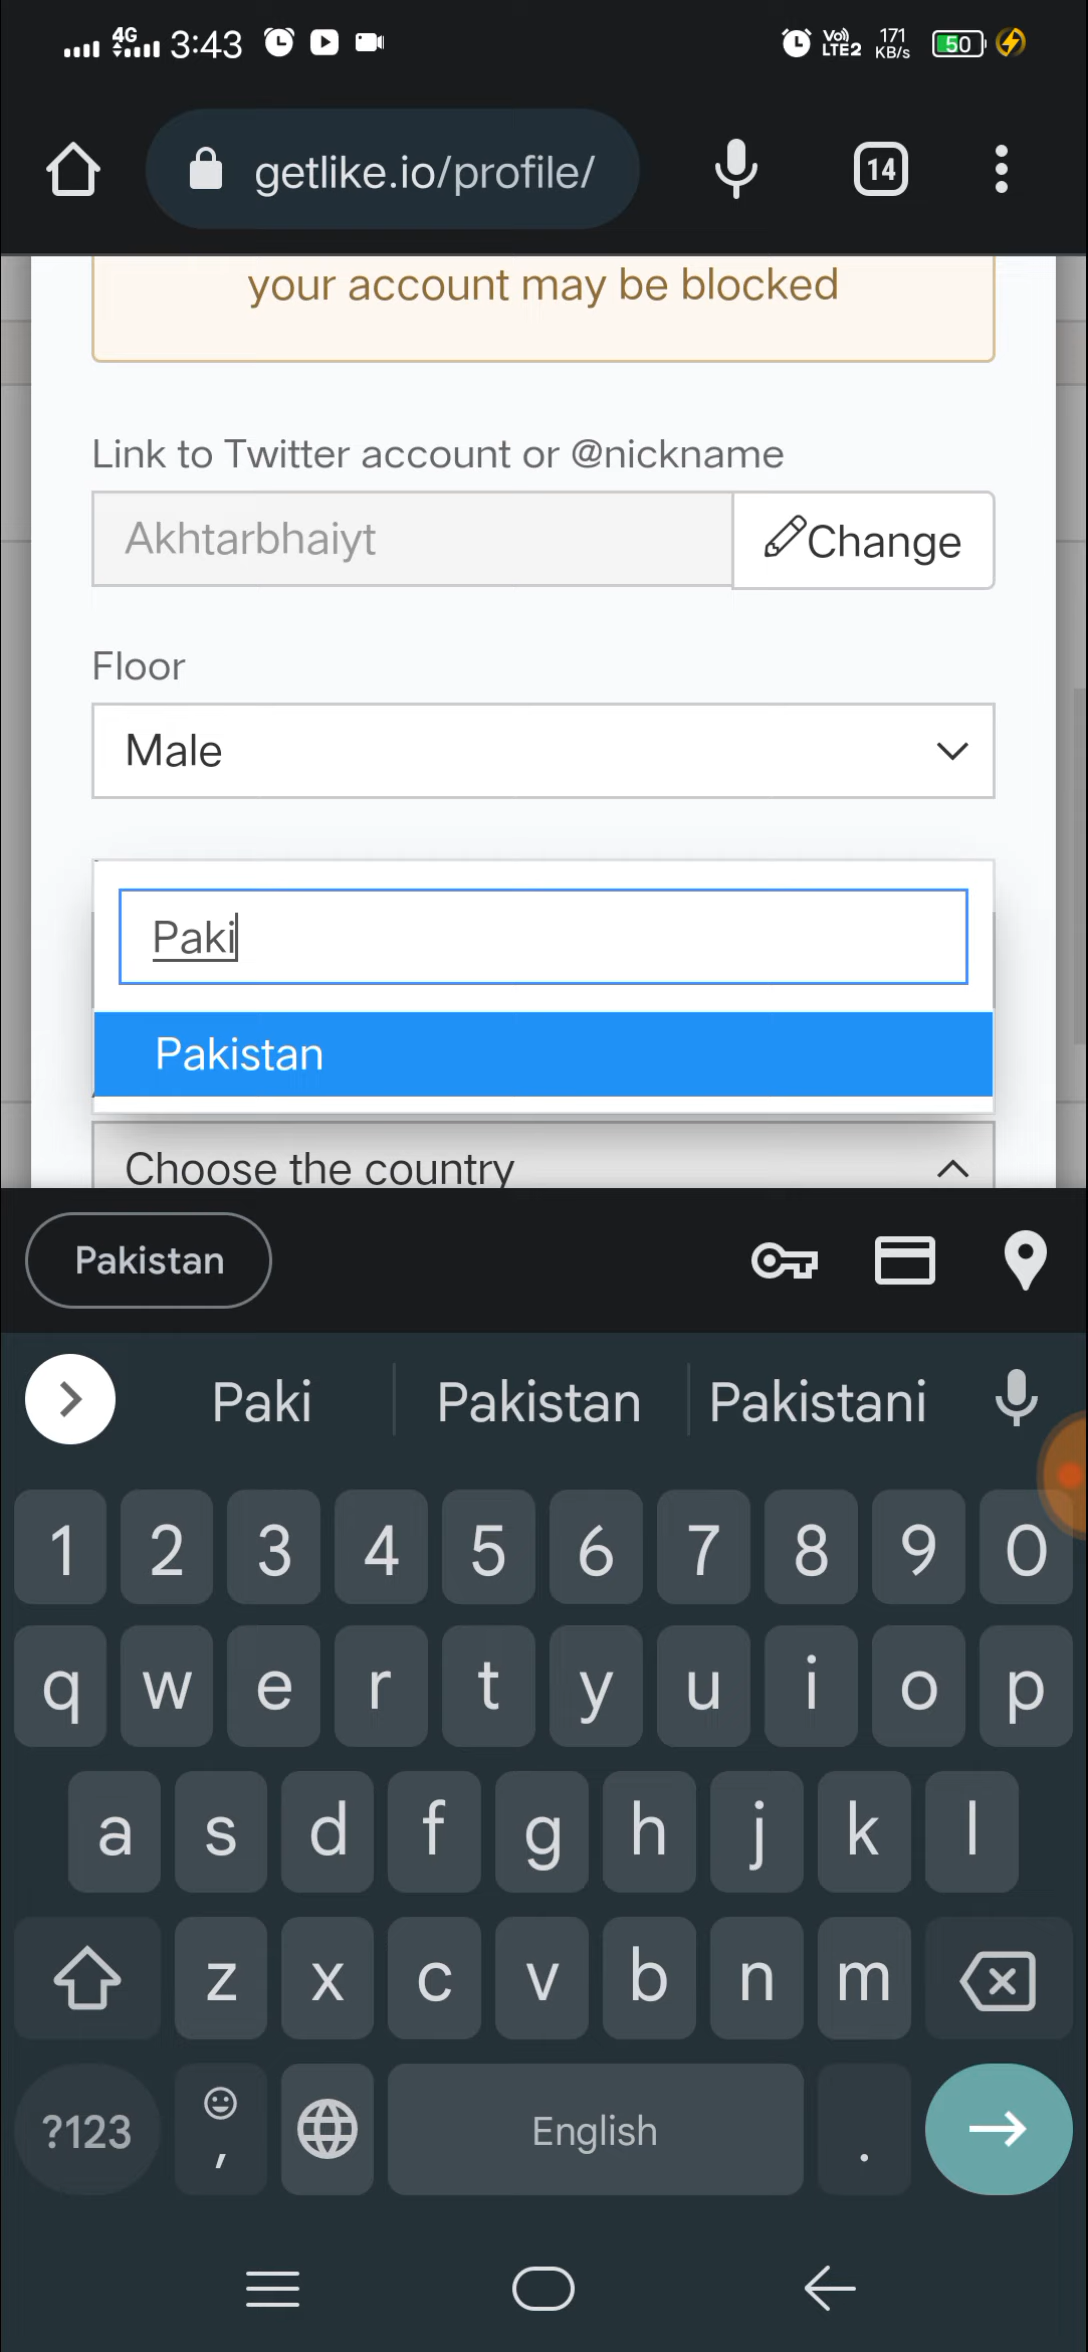 4G 3:43 Vo) LTE2 171 KB/s 50
getlike.io/profile/ 14
your account may be blocked
Link to Twitter account or @nickname
Akhtarbhaiyt Change
Floor
Male
Paki
Pakistan
Choose the country
Pakistan
Paki Pakistan Pakistani
1 2 3 4 5 6 7 8 9 0
q w e r t y u i o p
a s d f g h j k l
z x c v b n m
?123 , English .